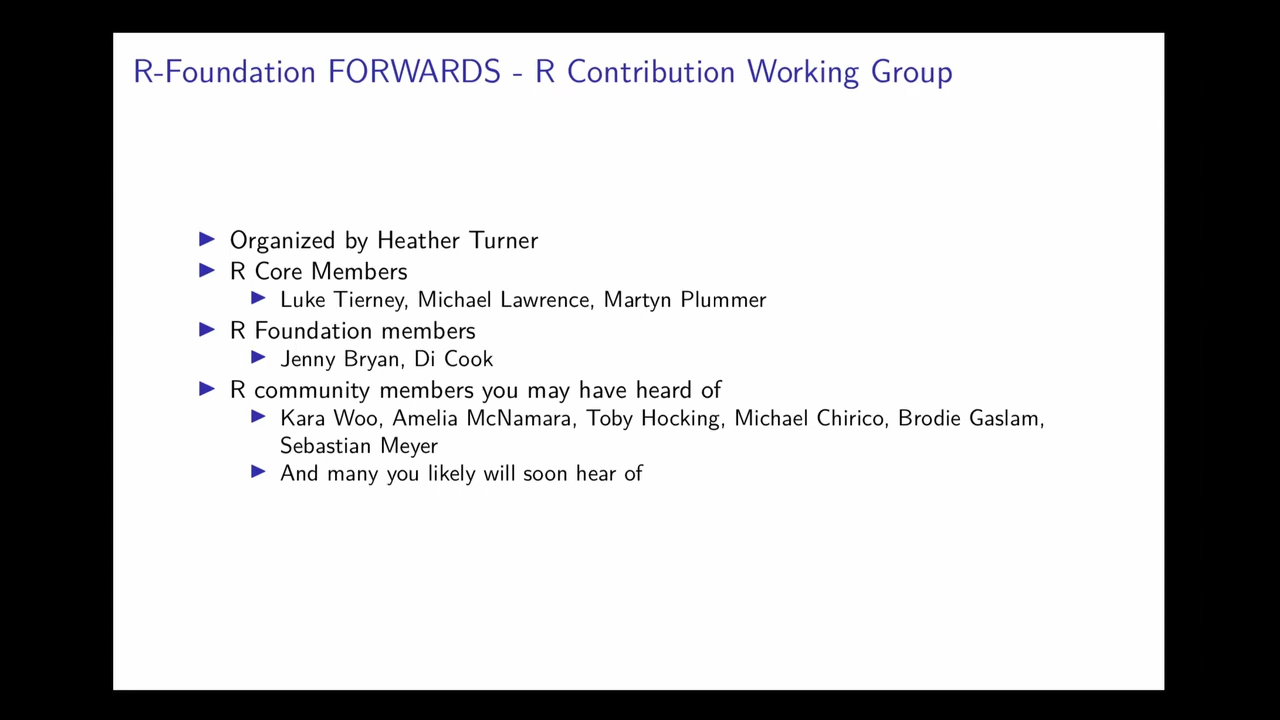 R-Foundation FORWARDS - R Contribution Working Group
Organized by Heather Turner
R Core Members
Luke Tierney, Michael Lawrence, Martyn Plummer
R Foundation members
Jenny Bryan, Di Cook
R community members you may have heard of
Kara Woo, Amelia McNamara, Toby Hocking, Michael Chirico, Brodie Gaslam,
Sebastian Meyer
And many you likely will soon hear of